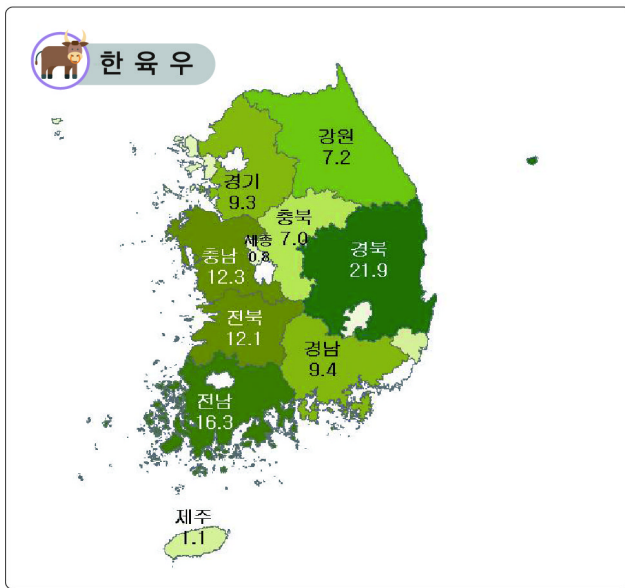 한 육 우
강원
7.2
경기
9.3
충북
7.0
세종
0.8
충남
12.3
경북
21.9
전북
12.1
경남
9.4
전남
16.3
제주
1.1